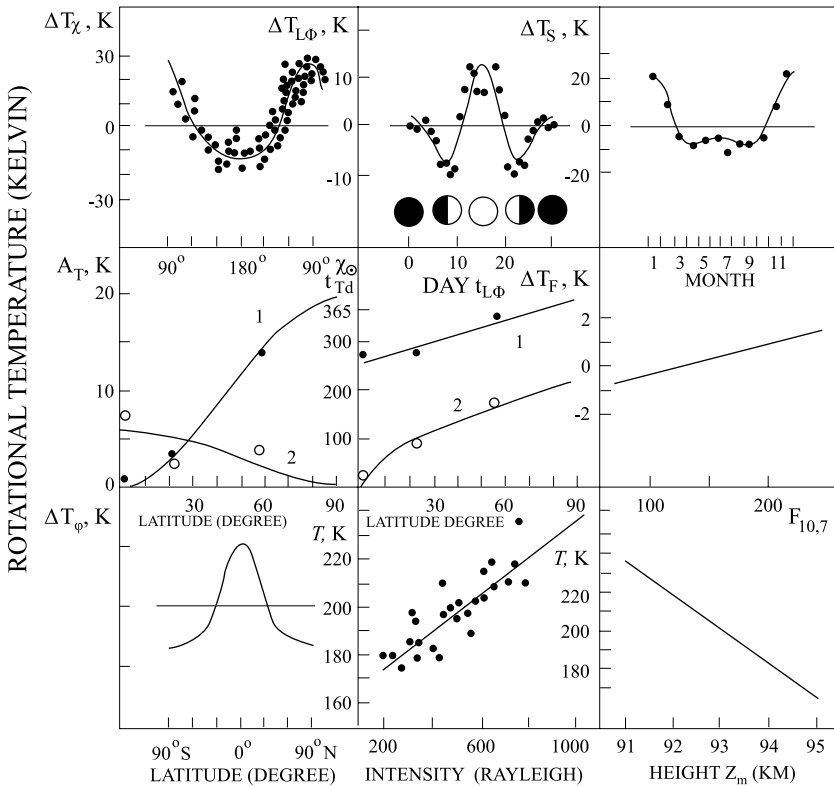 ROTATIONAL TEMPERATURE (KELVIN)
ΔTχ , K
30
0
-30
90° 180° 90° χ⊙
ΔTLΦ , K
10
0
-10
0 10 20
DAY tLΦ
ΔTS , K
20
0
-20
1 3 5 7 9 11
MONTH
AT, K
20
10
0
1
2
30 60 90
LATITUDE (DEGREE)
tTd
365
300
200
100
0
1
2
30 60 90
LATITUDE DEGREE
ΔTF , K
2
0
-2
100 200
F10,7
ΔTφ , K
90°S 0° 90°N
LATITUDE (DEGREE)
T, K
220
200
180
160
200 600 1000
INTENSITY (RAYLEIGH)
T, K
220
200
180
91 92 93 94 95
HEIGHT Zm (KM)